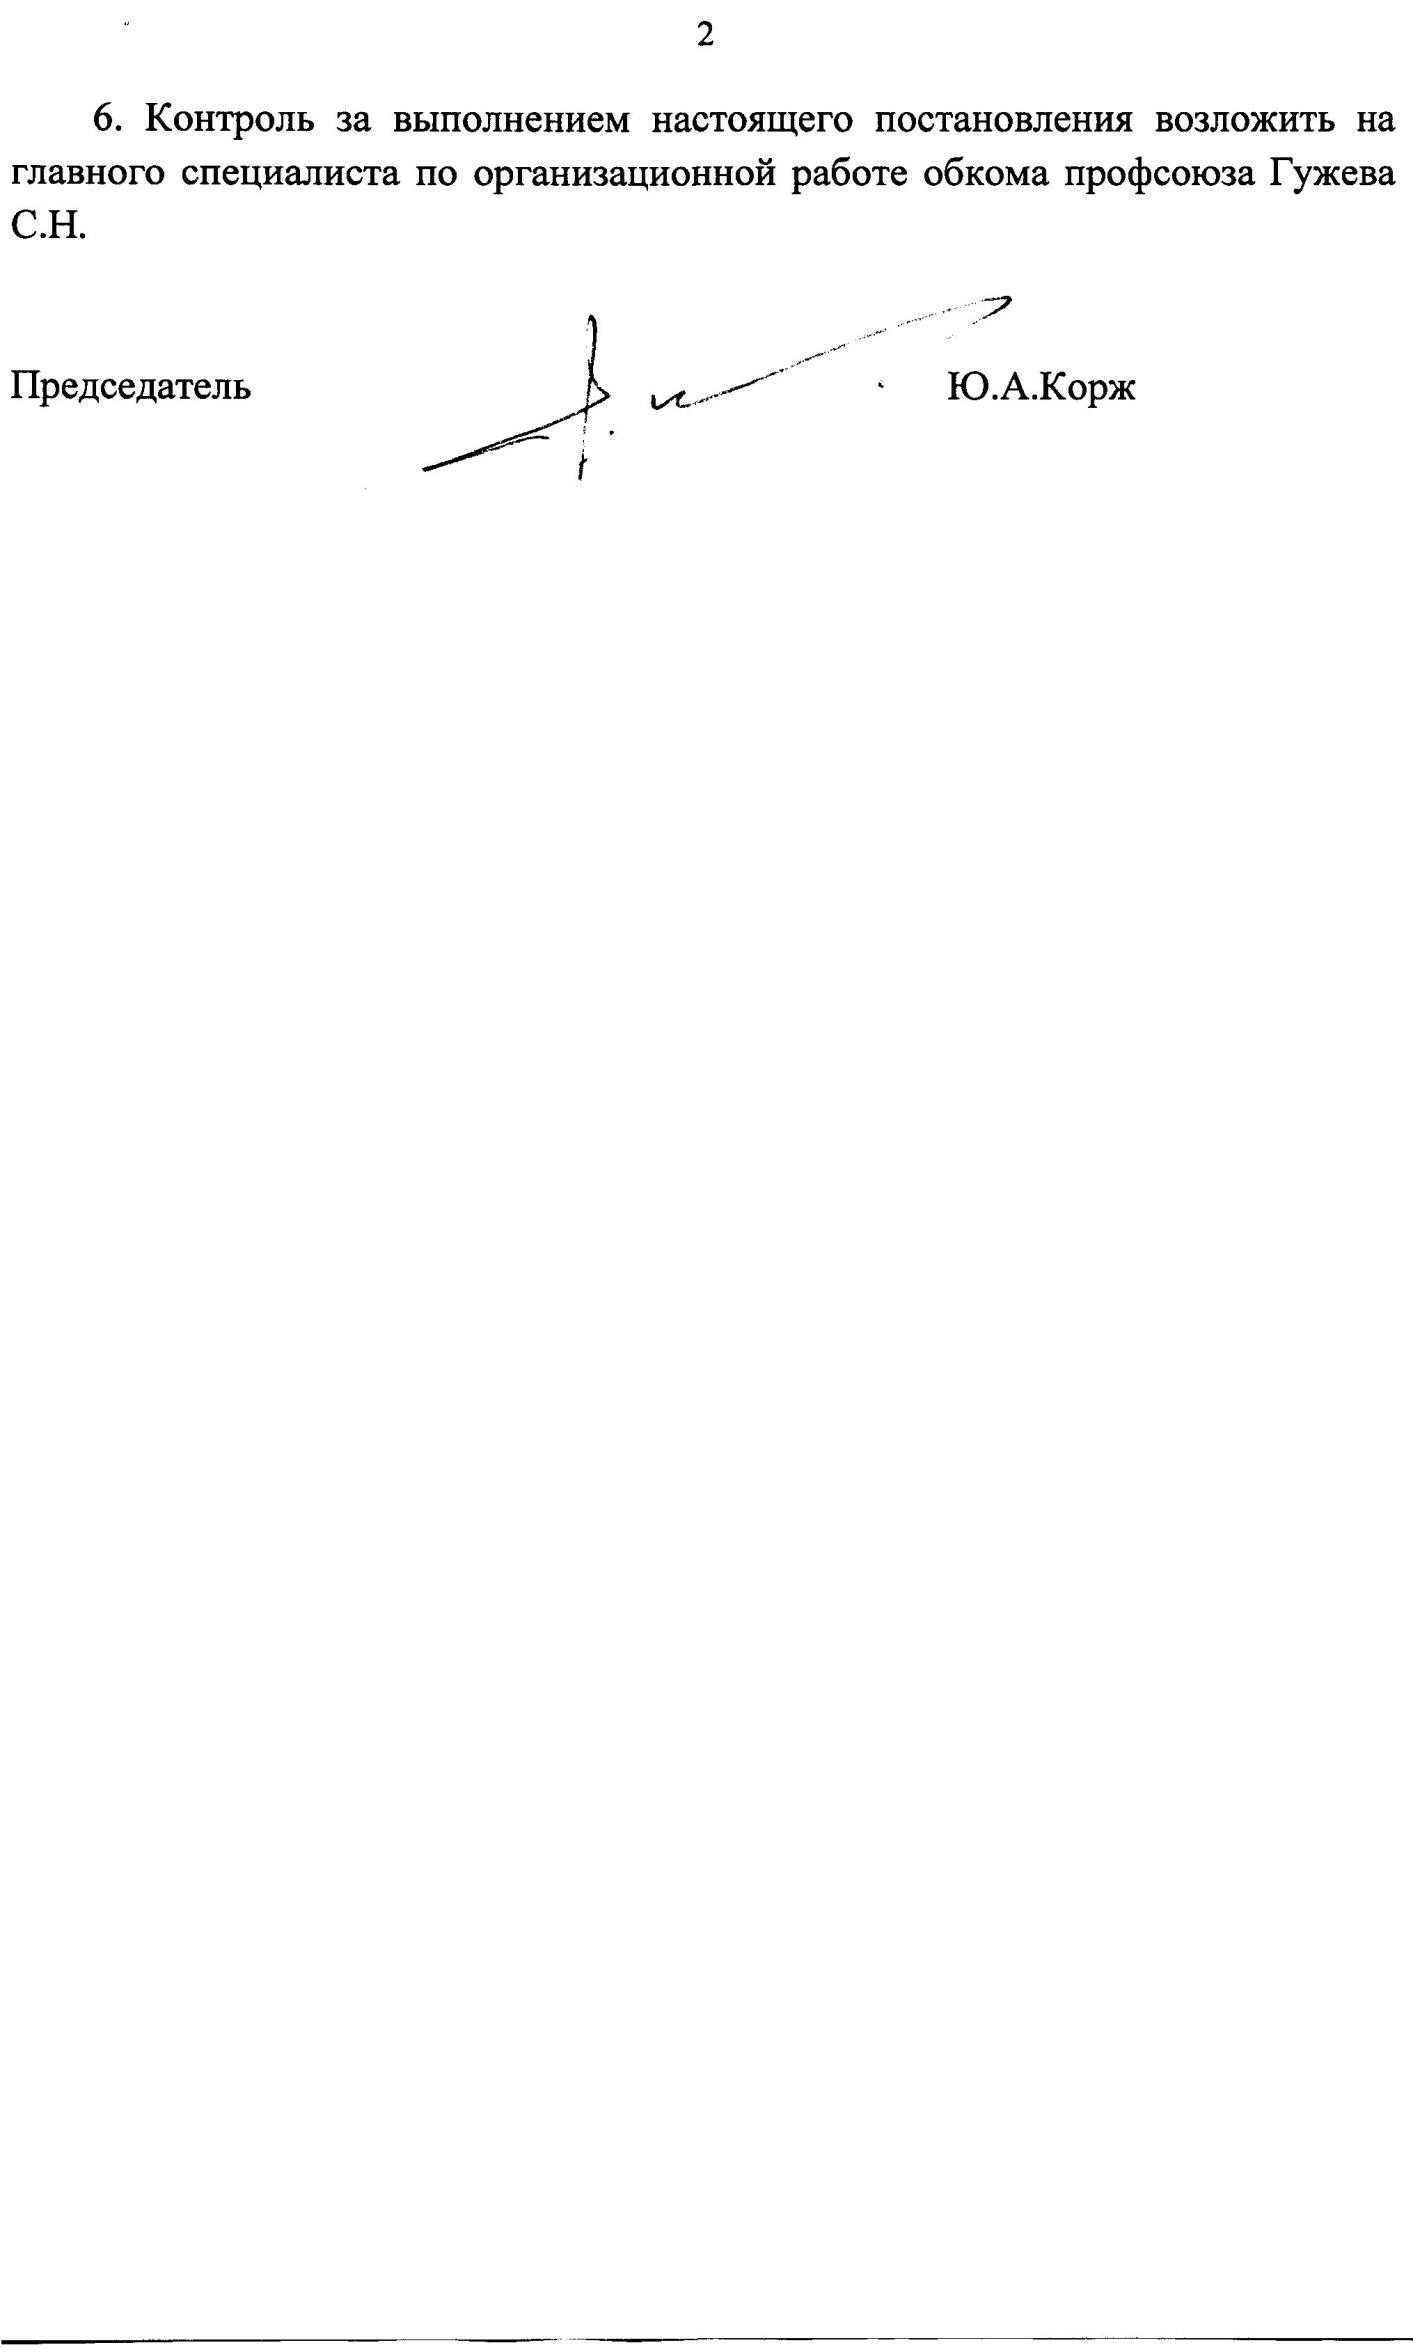 2
6. Контроль за выполнением настоящего постановления возложить на
главного специалиста по организационной работе обкома профсоюза Гужева
С.Н.
Председатель Ю.А.Корж